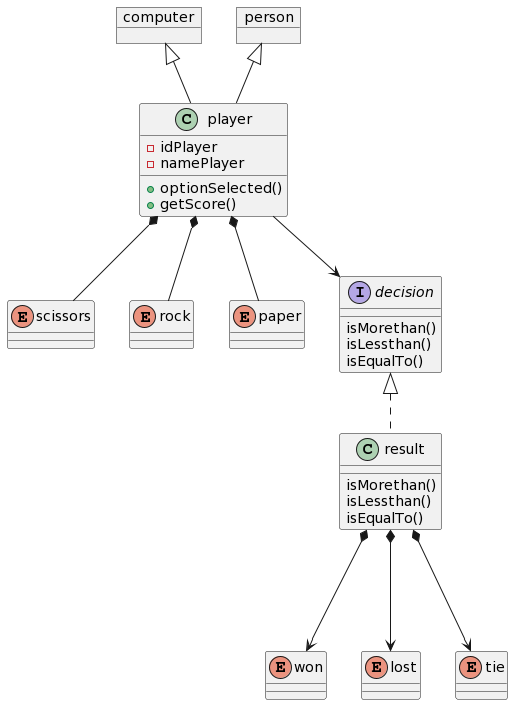 computer
person
C player
idPlayer
namePlayer
optionSelected()
getScore()
E scissors
E rock
E paper
I decision
isMorethan()
isLessthan()
isEqualTo()
C result
isMorethan()
isLessthan()
isEqualTo()
E won
E lost
E tie